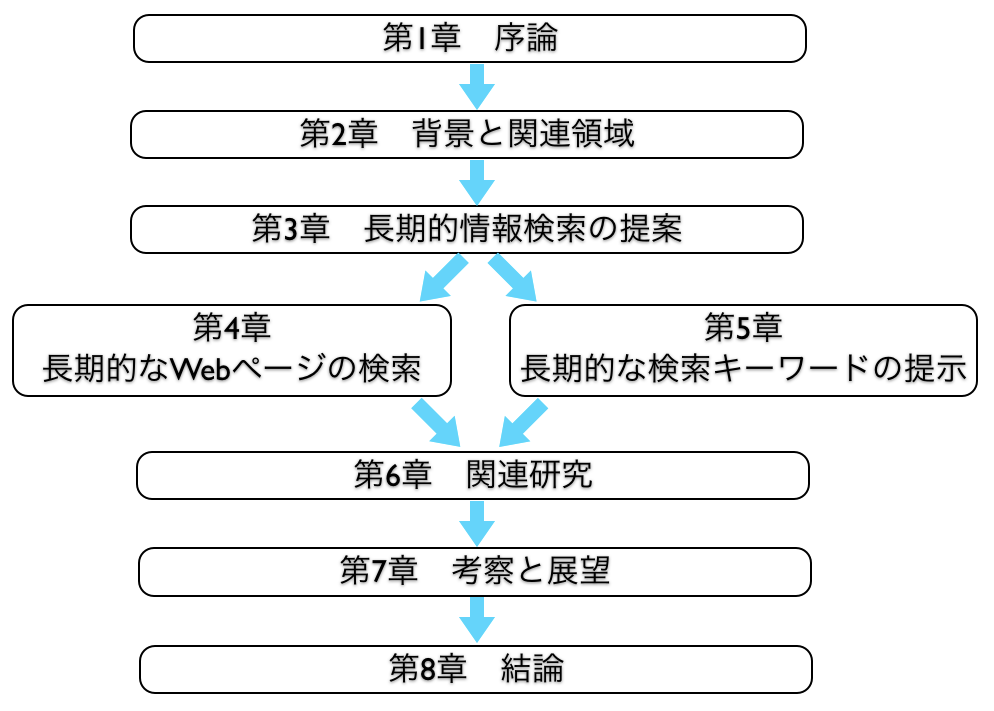 第1章　序論
第2章　背景と関連領域
第3章　長期的情報検索の提案
第4章
長期的なWebページの検索
第5章
長期的な検索キーワードの提示
第6章　関連研究
第7章　考察と展望
第8章　結論